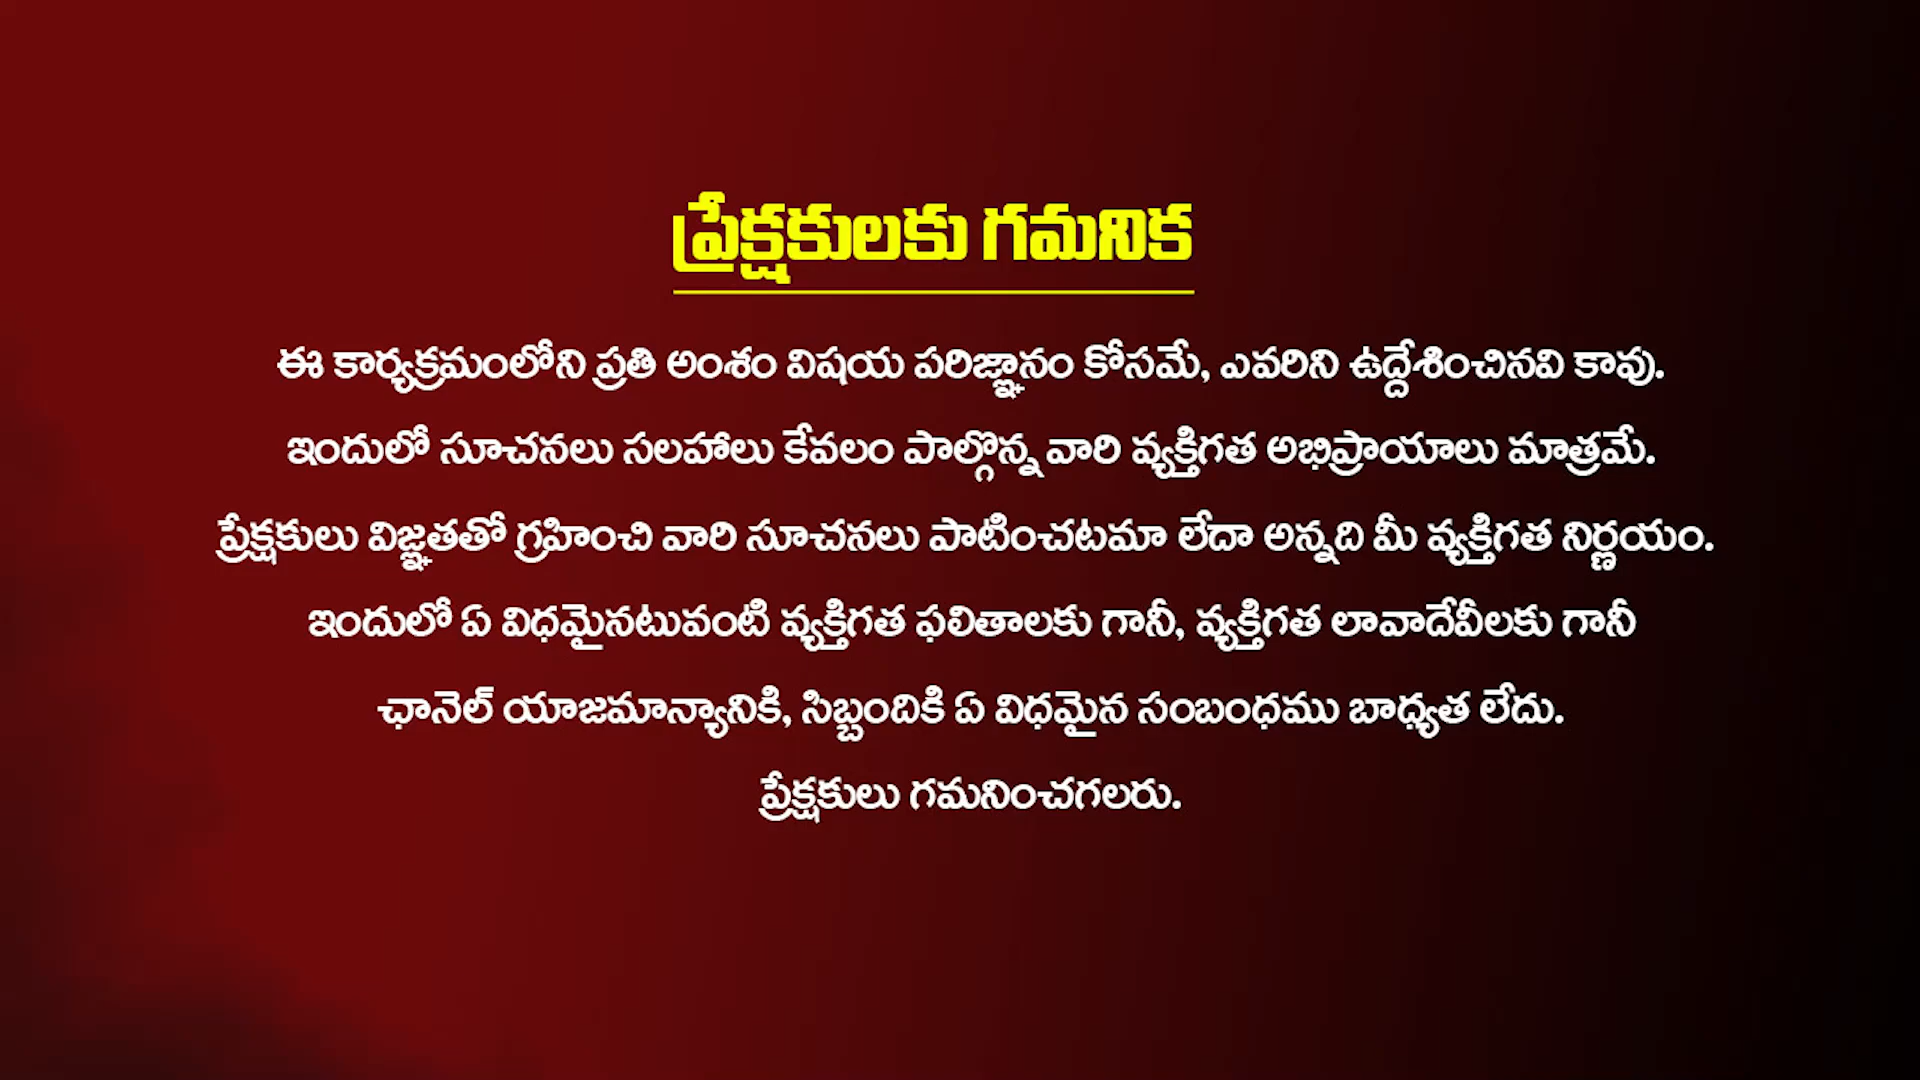 ప్రేక్షకులకు గమనిక
ఈ కార్యక్రమంలోని ప్రతి అంశం విషయ పరిజ్ఞానం కోసమే, ఎవరిని ఉద్దేశించినవి కావు.
ఇందులో సూచనలు సలహాలు కేవలం పాల్గొన్న వారి వ్యక్తిగత అభిప్రాయాలు మాత్రమే.
ప్రేక్షకులు విజ్ఞతతో గ్రహించి వారి సూచనలు పాటించటమా లేదా అన్నది మీ వ్యక్తిగత నిర్ణయం.
ఇందులో ఏ విధమైనటువంటి వ్యక్తిగత ఫలితాలకు గానీ, వ్యక్తిగత లావాదేవీలకు గానీ
ఛానెల్ యాజమాన్యానికి, సిబ్బందికి ఏ విధమైన సంబంధము బాధ్యత లేదు.
ప్రేక్షకులు గమనించగలరు.